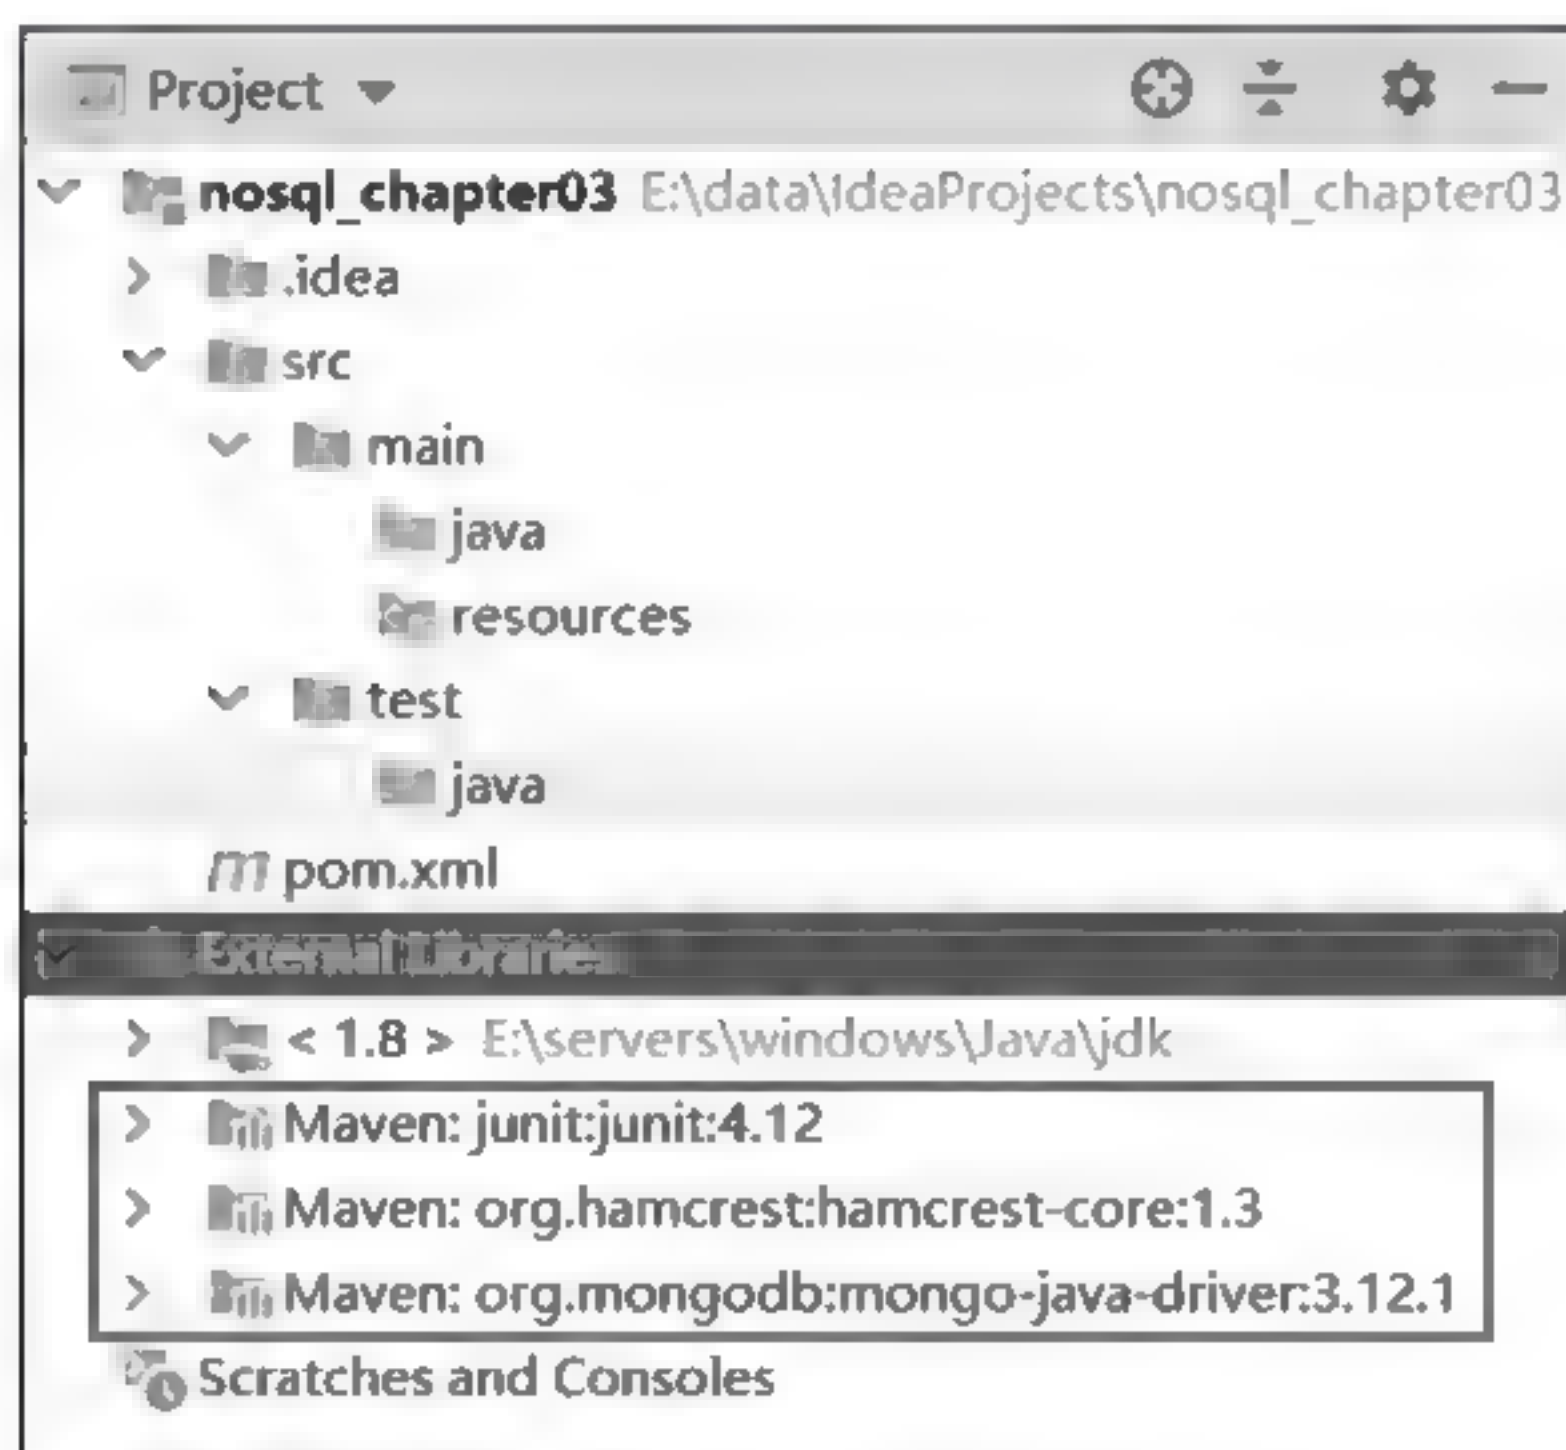 Project
nosql_chapter03 E:\data\IdeaProjects\nosql_chapter03
.idea
src
main
java
resources
test
java
pom.xml
External Libraries
< 1.8 > E:\servers\windows\Java\jdk
Maven: junit:junit:4.12
Maven: org.hamcrest:hamcrest-core:1.3
Maven: org.mongodb:mongo-java-driver:3.12.1
Scratches and Consoles